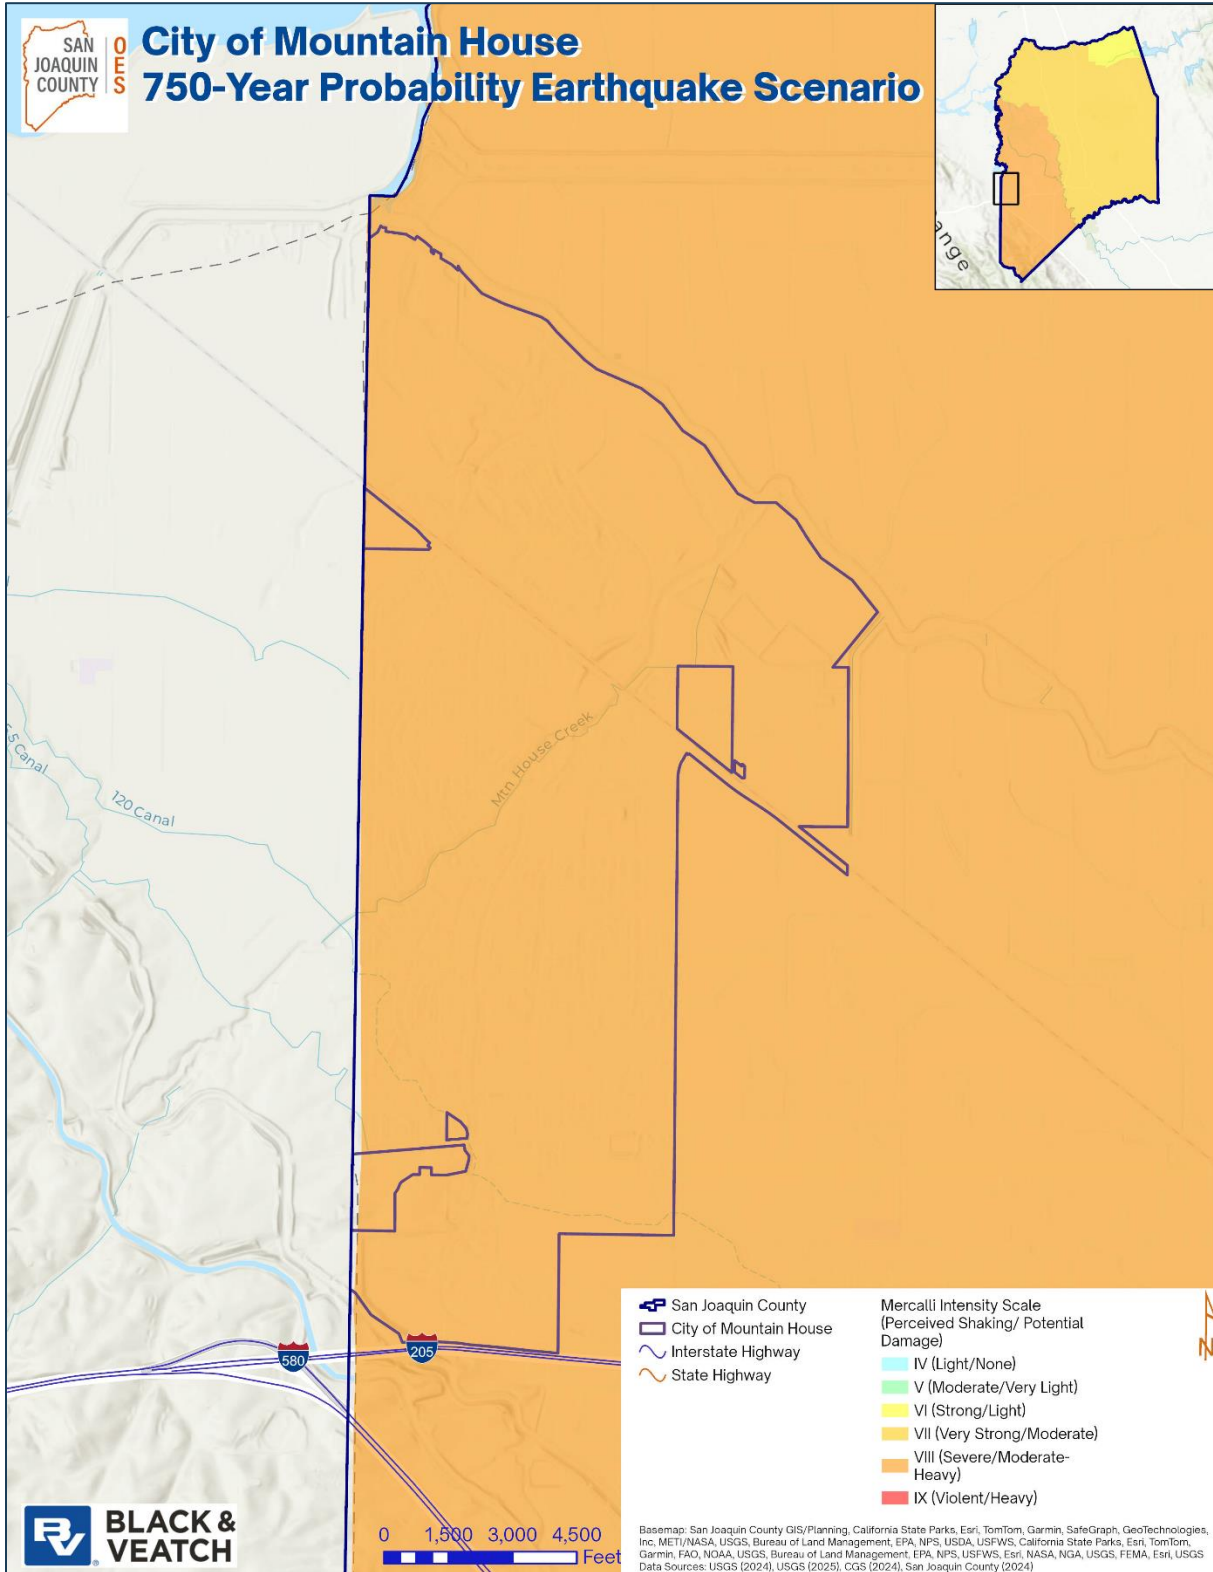 SAN
JOAQUIN
COUNTY
OES
City of Mountain House
750-Year Probability Earthquake Scenario
ange
Mtn House Creek
120 Canal
Canal
580
205
San Joaquin County
City of Mountain House
Interstate Highway
State Highway
Mercalli Intensity Scale
(Perceived Shaking/ Potential
Damage)
IV (Light/None)
V (Moderate/Very Light)
VI (Strong/Light)
VII (Very Strong/Moderate)
VIII (Severe/Moderate-
Heavy)
IX (Violent/Heavy)
N
BV
BLACK &
VEATCH
0 1,500 3,000 4,500
Feet
Basemap: San Joaquin County GIS/Planning, California State Parks, Esri, TomTom, Garmin, SafeGraph, GeoTechnologies,
Inc, METI/NASA, USGS, Bureau of Land Management, EPA, NPS, USDA, USFWS, California State Parks, Esri, TomTom,
Garmin, FAO, NOAA, USGS, Bureau of Land Management, EPA, NPS, USFWS, Esri, NASA, NGA, USGS, FEMA, Esri, USGS
Data Sources: USGS (2024), USGS (2025), CGS (2024), San Joaquin County (2024)